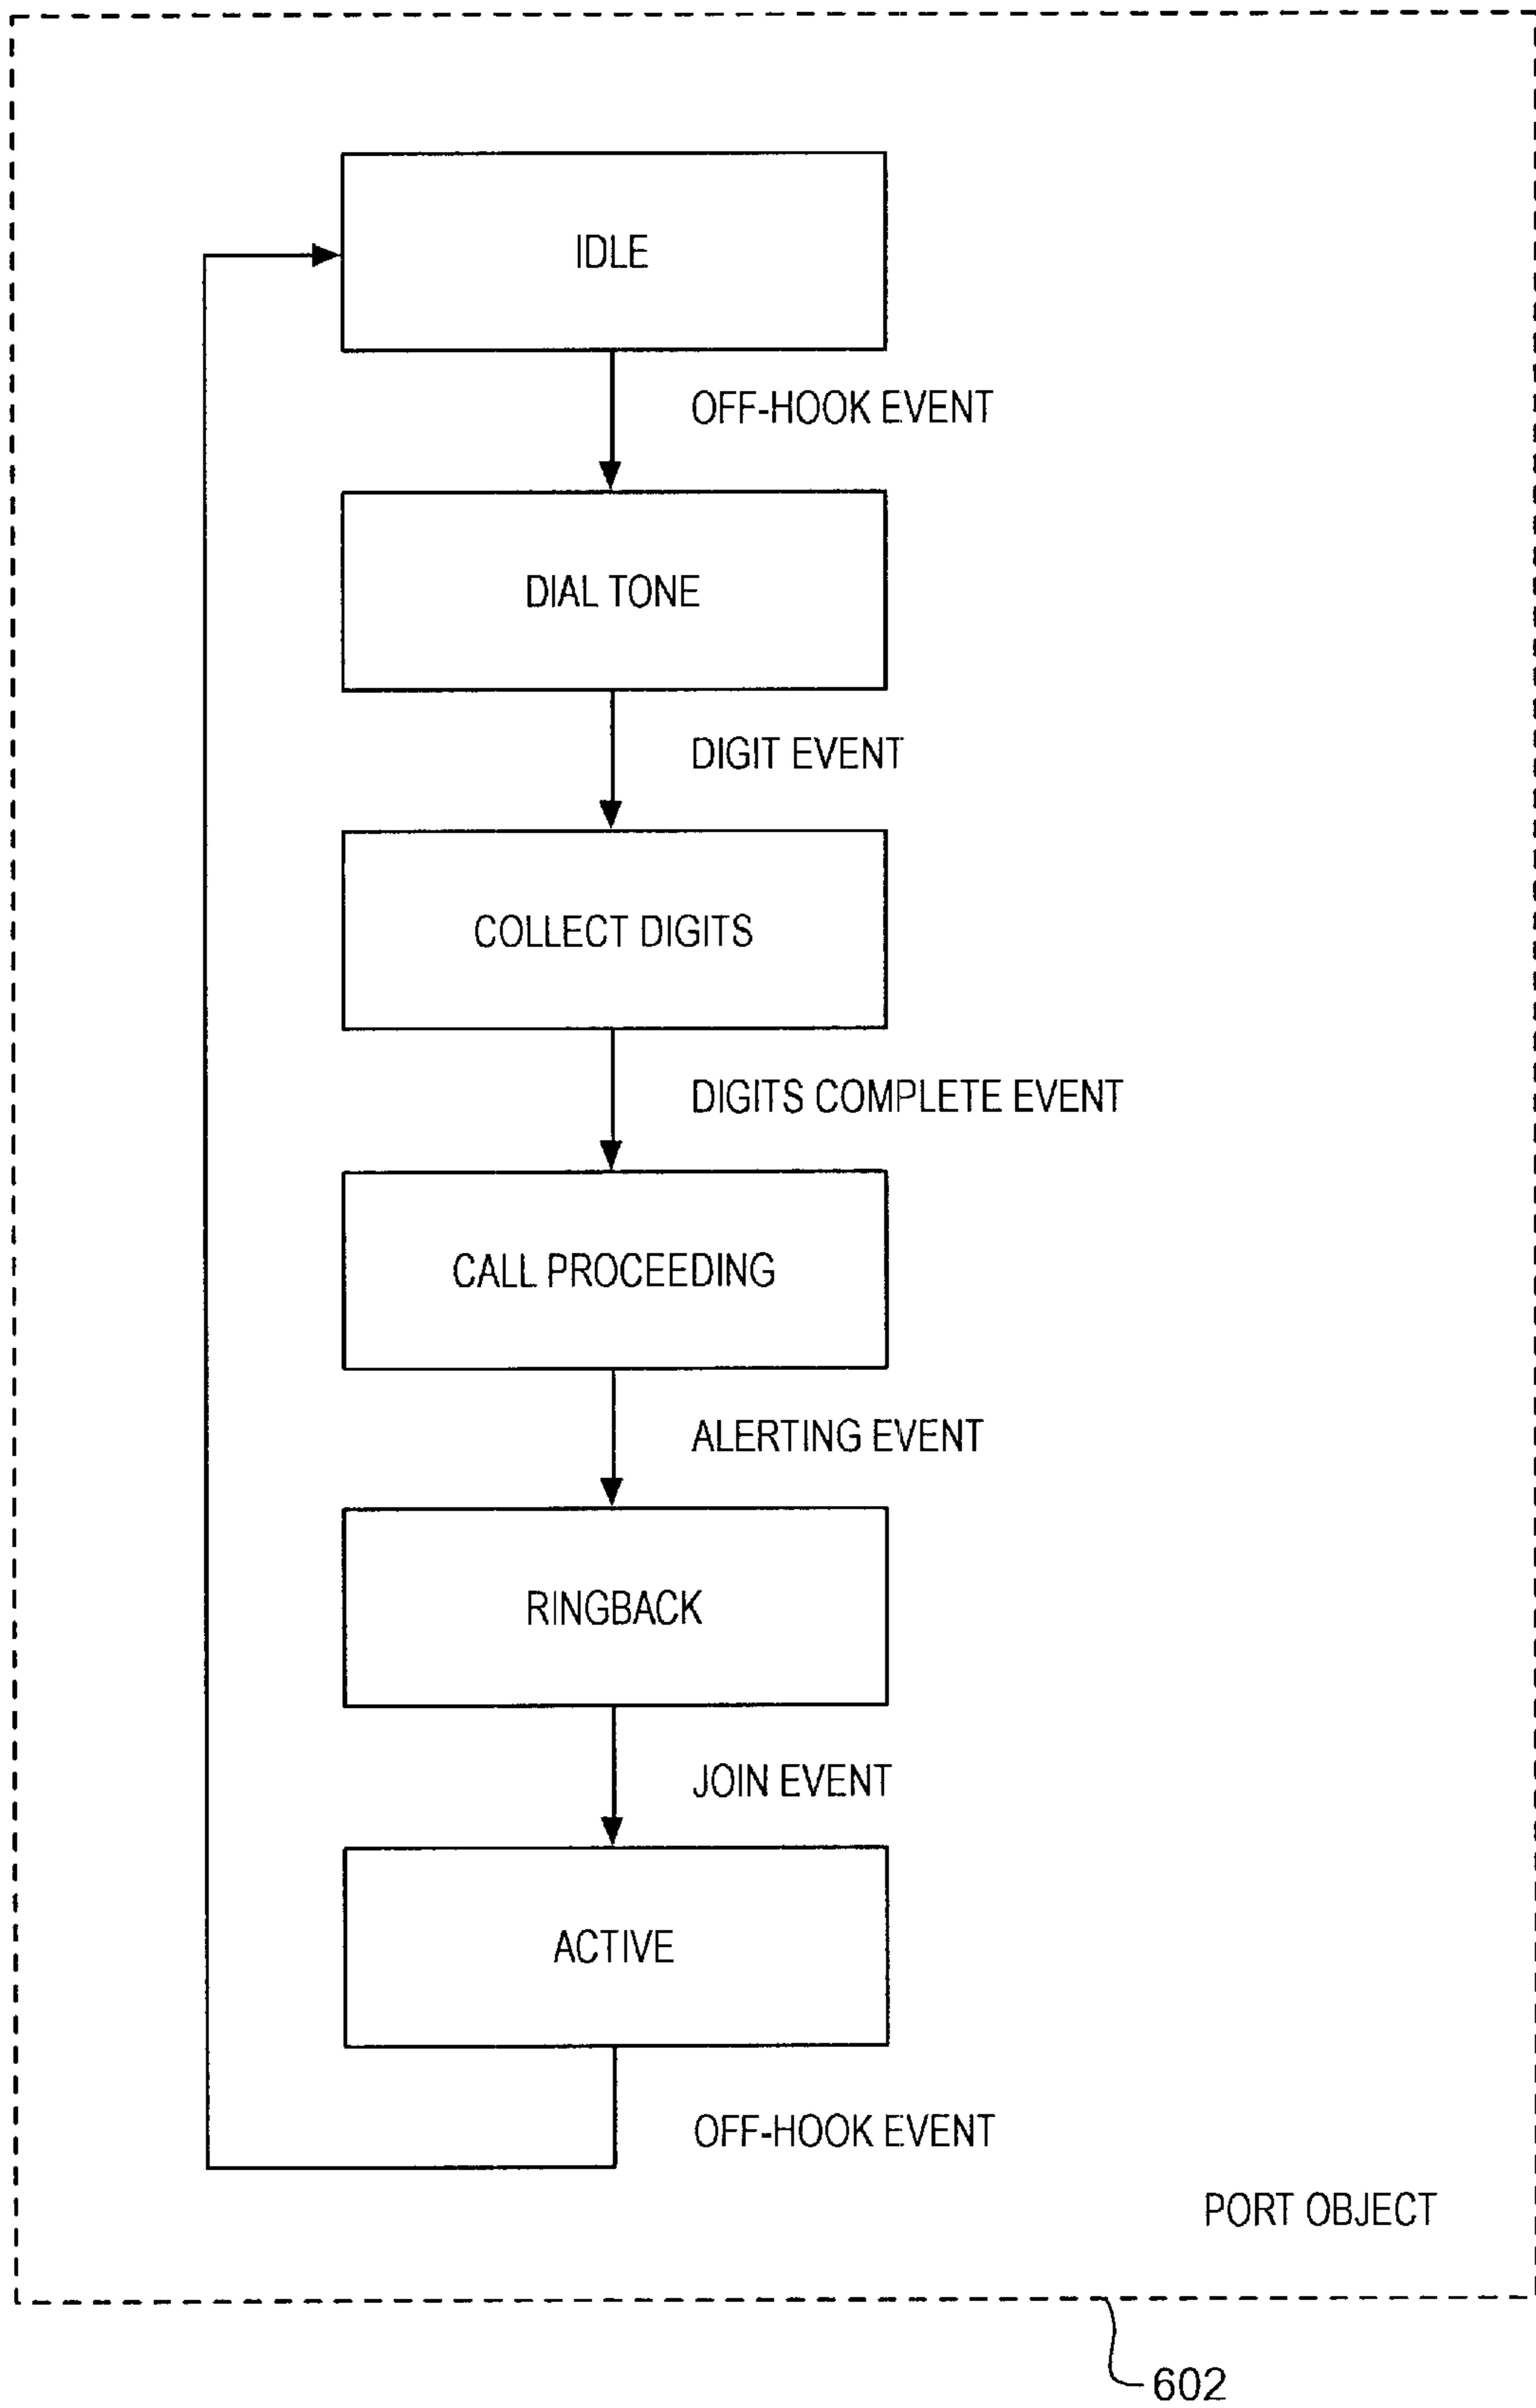 IDLE
OFF-HOOK EVENT
DIAL TONE
DIGIT EVENT
COLLECT DIGITS
DIGITS COMPLETE EVENT
CALL PROCEEDING
ALERTING EVENT
RINGBACK
JOIN EVENT
ACTIVE
OFF-HOOK EVENT
PORT OBJECT
602